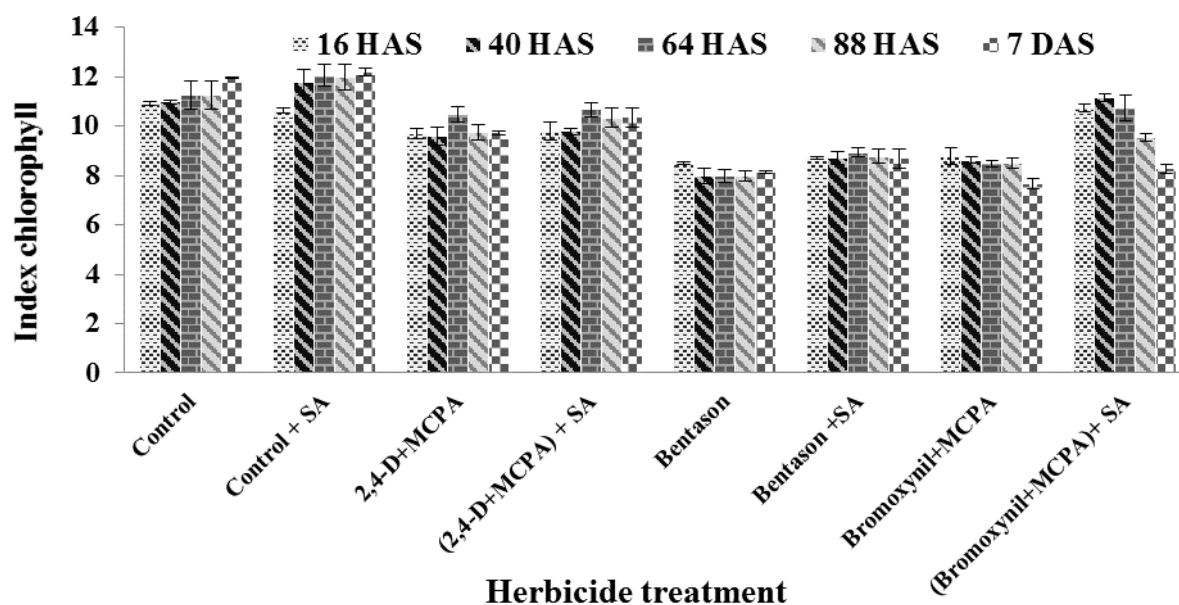 Index chlorophyll
14
12
10
8
6
4
2
0
16 HAS 40 HAS 64 HAS 88 HAS 7 DAS
Control
Control + SA
2,4-D+MCPA
(2,4-D+MCPA) + SA
Bentason
Bentason +SA
Bromoxynil+MCPA
(Bromoxynil+MCPA)+ SA
Herbicide treatment